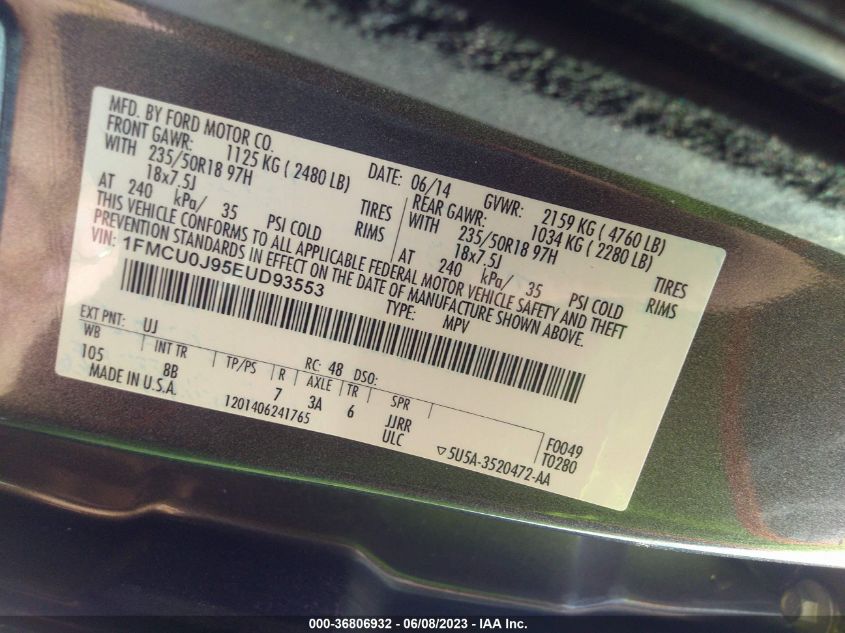 MFD. BY FORD MOTOR CO.
DATE: 06/14 GVWR: 2159 KG ( 4760 LB)
FRONT GAWR: 1125 KG ( 2480 LB) REAR GAWR: 1034 KG ( 2280 LB)
WITH 235/50R18 97H TIRES WITH 235/50R18 97H TIRES
18x7.5J RIMS 18x7.5J RIMS
AT 240 kPa/ 35 PSI COLD AT 240 kPa/ 35 PSI COLD
THIS VEHICLE CONFORMS TO ALL APPLICABLE FEDERAL MOTOR VEHICLE SAFETY AND THEFT
PREVENTION STANDARDS IN EFFECT ON THE DATE OF MANUFACTURE SHOWN ABOVE.
VIN: 1FMCU0J95EUD93553
TYPE: MPV
EXT PNT: UJ RC: 48 DSO:
WB INT TR TP/PS R AXLE TR SPR
105 8B 7 3A 6 JJRR F0049
MADE IN U.S.A. 1201406241765 ULC T0280
▽5U5A-3520472-AA
000-36806932 - 06/08/2023 - IAA Inc.